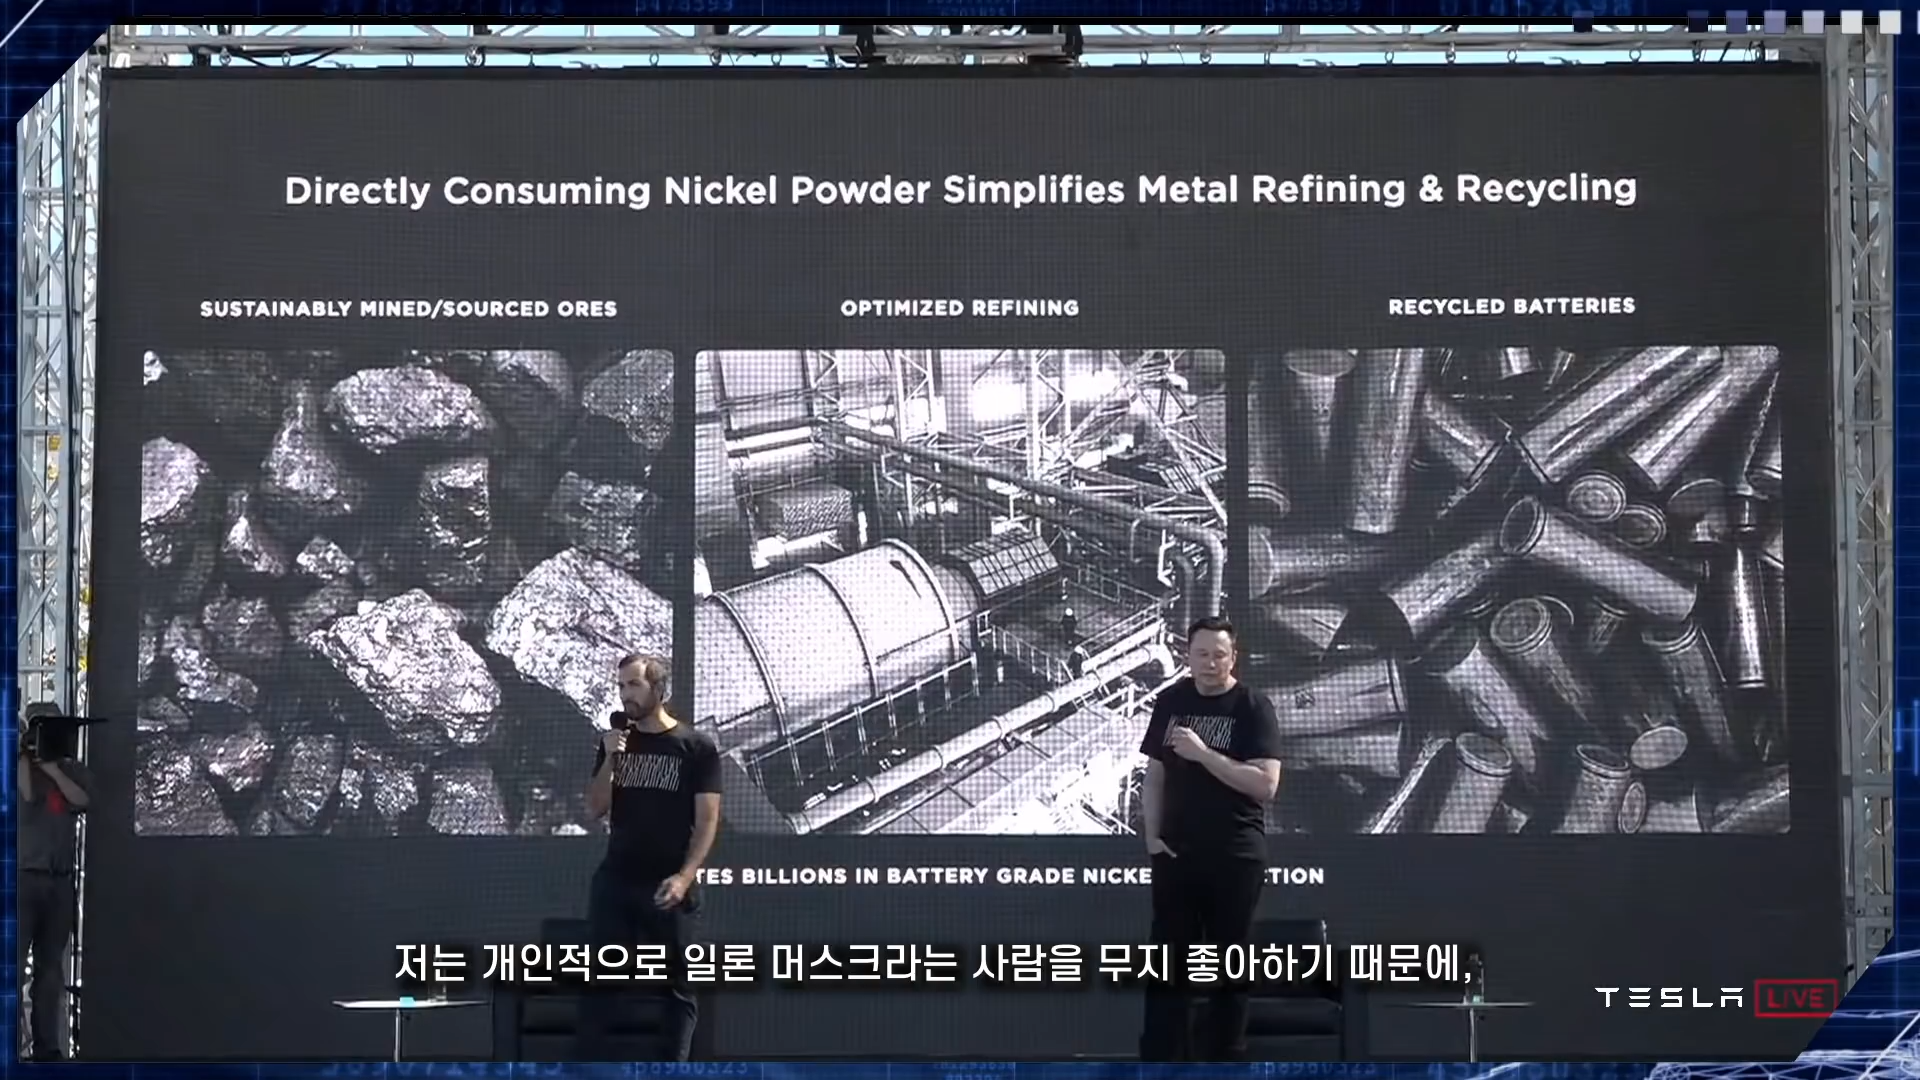 Directly Consuming Nickel Powder Simplifies Metal Refining & Recycling
SUSTAINABLY MINED/SOURCED ORES
OPTIMIZED REFINING
RECYCLED BATTERIES
BILLIONS IN BATTERY GRADE
저는 개인적으로 일론 머스크라는 사람을 무지 좋아하기 때문에,
TESLA LIVE